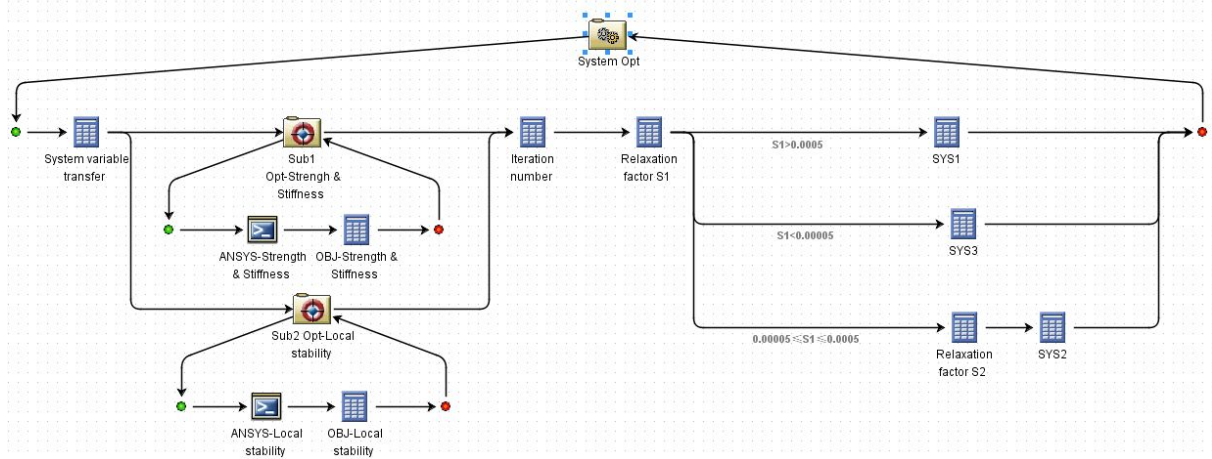 System Opt
System variable
transfer
Sub1
Opt-Strengh &
Stiffness
Iteration
number
Relaxation
factor S1
S1>0.0005
SYS1
ANSYS-Strength
& Stiffness
OBJ-Strength &
Stiffness
S1<0.00005
SYS3
Sub2 Opt-Local
stability
0.00005≤S1≤0.0005
Relaxation
factor S2
SYS2
ANSYS-Local
stability
OBJ-Local
stability